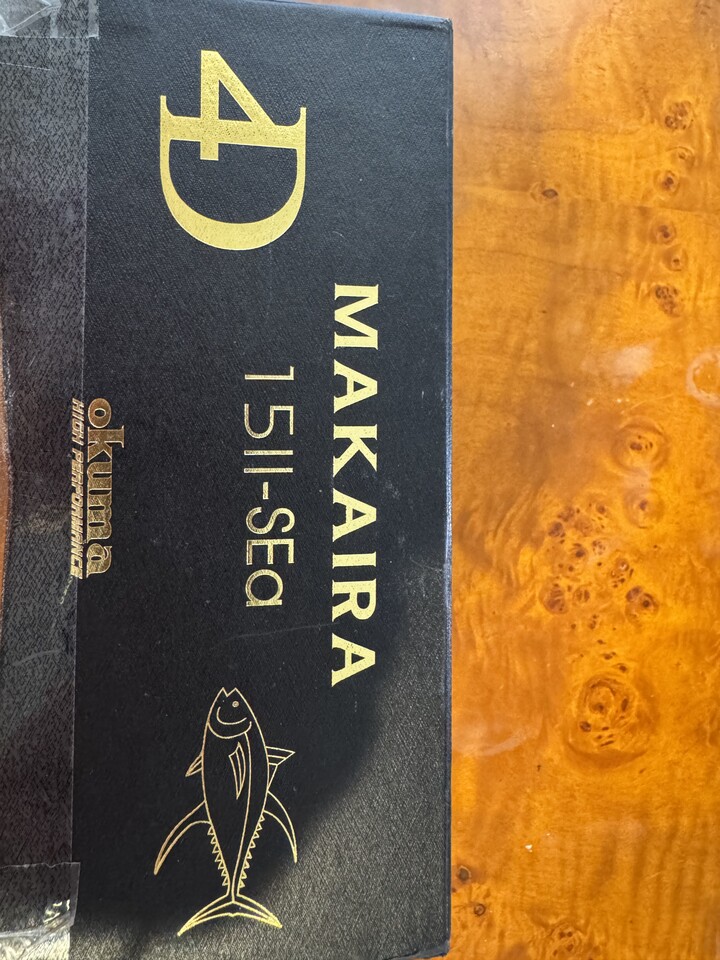 4D
MAKAIRA
15II-SEa
okuma
HIGH PERFORMANCE